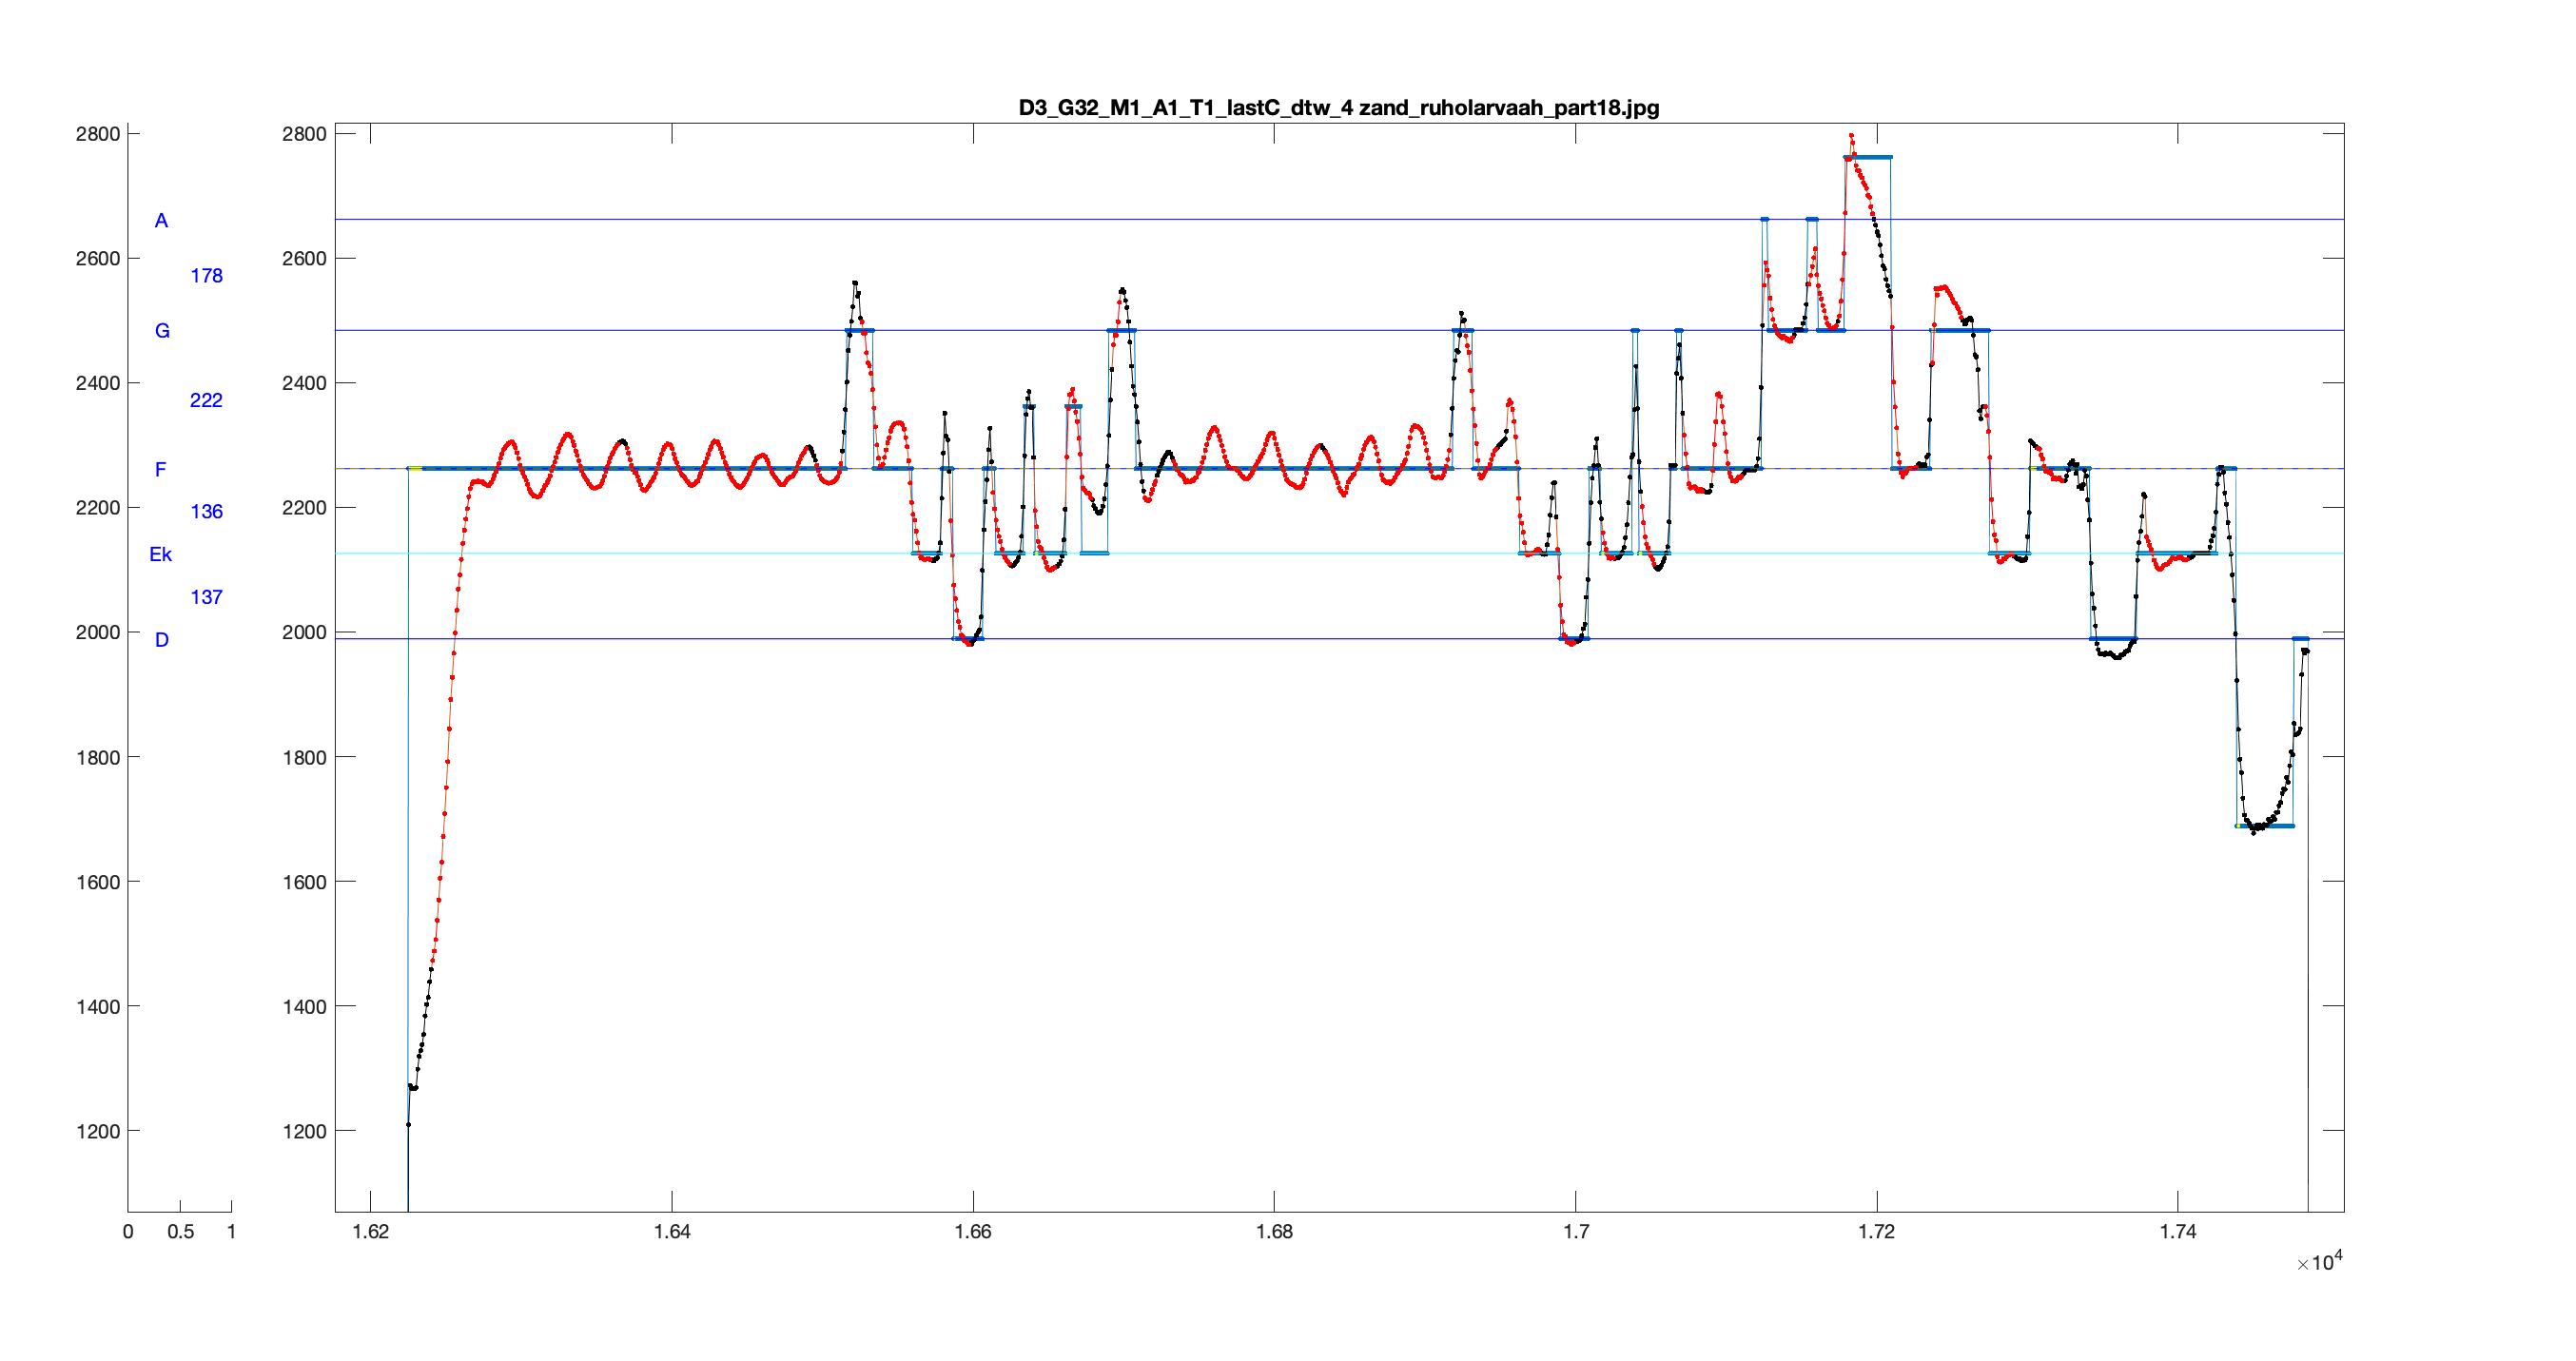 D3_G32_M1_A1_T1_lastC_dtw_4 zand_ruholarvaah_part18.jpg
2800 2800
A
2600 178 2600
G
2400 222 2400
F
2200 136 2200
Ek
137
2000 D 2000
1800 1800
1600 1600
1400 1400
1200 1200
0 0.5 1 1.62 1.64 1.66 1.68 1.7 1.72 1.74
×10⁴